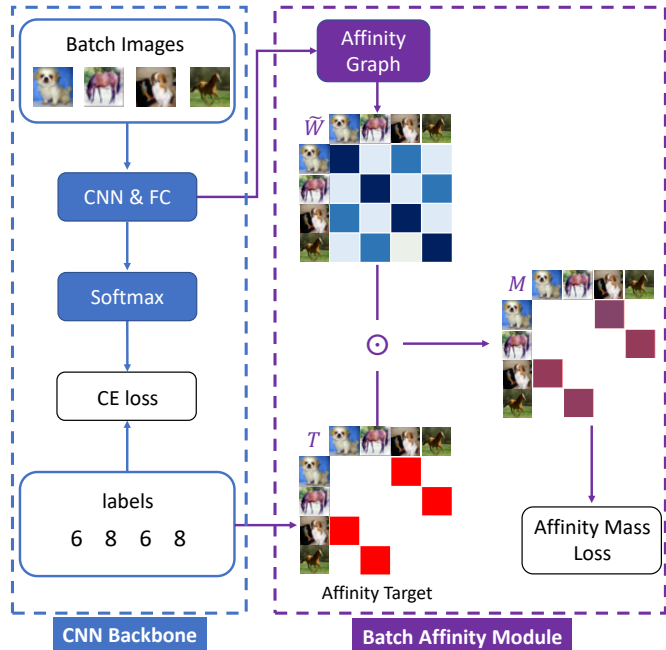 Batch Images
CNN & FC
Softmax
CE loss
labels
6 8 6 8
CNN Backbone
Affinity
Graph
W̃
⊙
M
T
Affinity Target
Affinity Mass
Loss
Batch Affinity Module